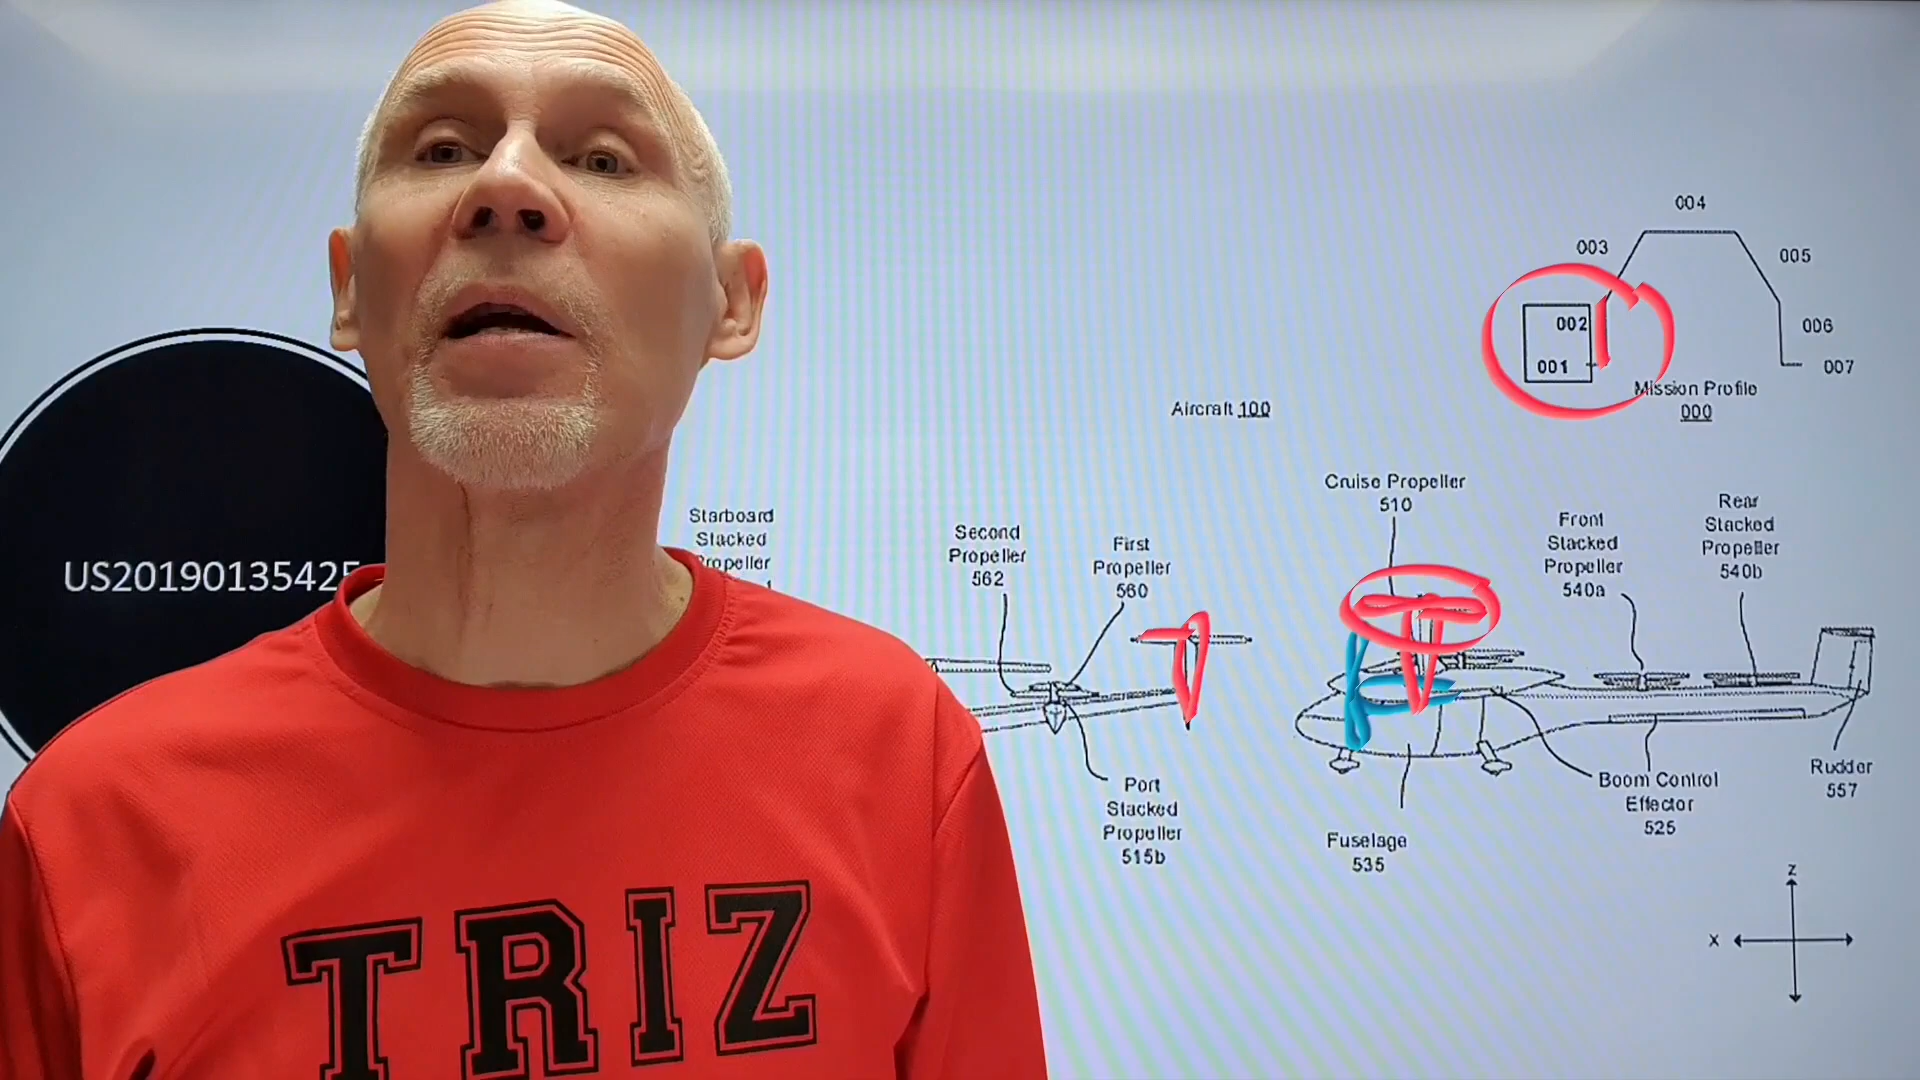 004
003
005
002
006
001
007
Mission Profile
000
Aircraft 100
Cruise Propeller
510
Starboard
Stacked
Propeller
Second
Propeller
562
First
Propeller
560
Front
Stacked
Propeller
540a
Rear
Stacked
Propeller
540b
US20190135425
Port
Stacked
Propeller
515b
Fuselage
535
Boom Control
Effector
525
Rudder
557
Z
X
TRIZ